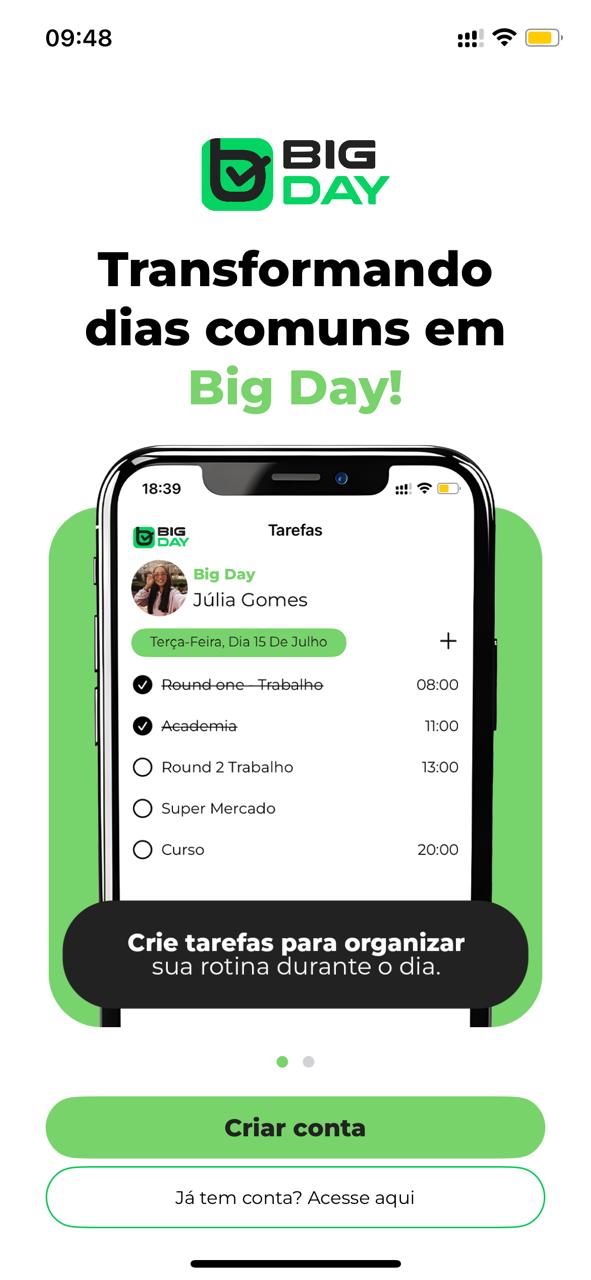 09:48
BIG
DAY
Transformando
dias comuns em
Big Day!
18:39
BIG
DAY
Tarefas
Big Day
Júlia Gomes
Terça-Feira, Dia 15 De Julho
Round one - Trabalho 08:00
Academia 11:00
Round 2 Trabalho 13:00
Super Mercado
Curso 20:00
Crie tarefas para organizar
sua rotina durante o dia.
Criar conta
Já tem conta? Acesse aqui